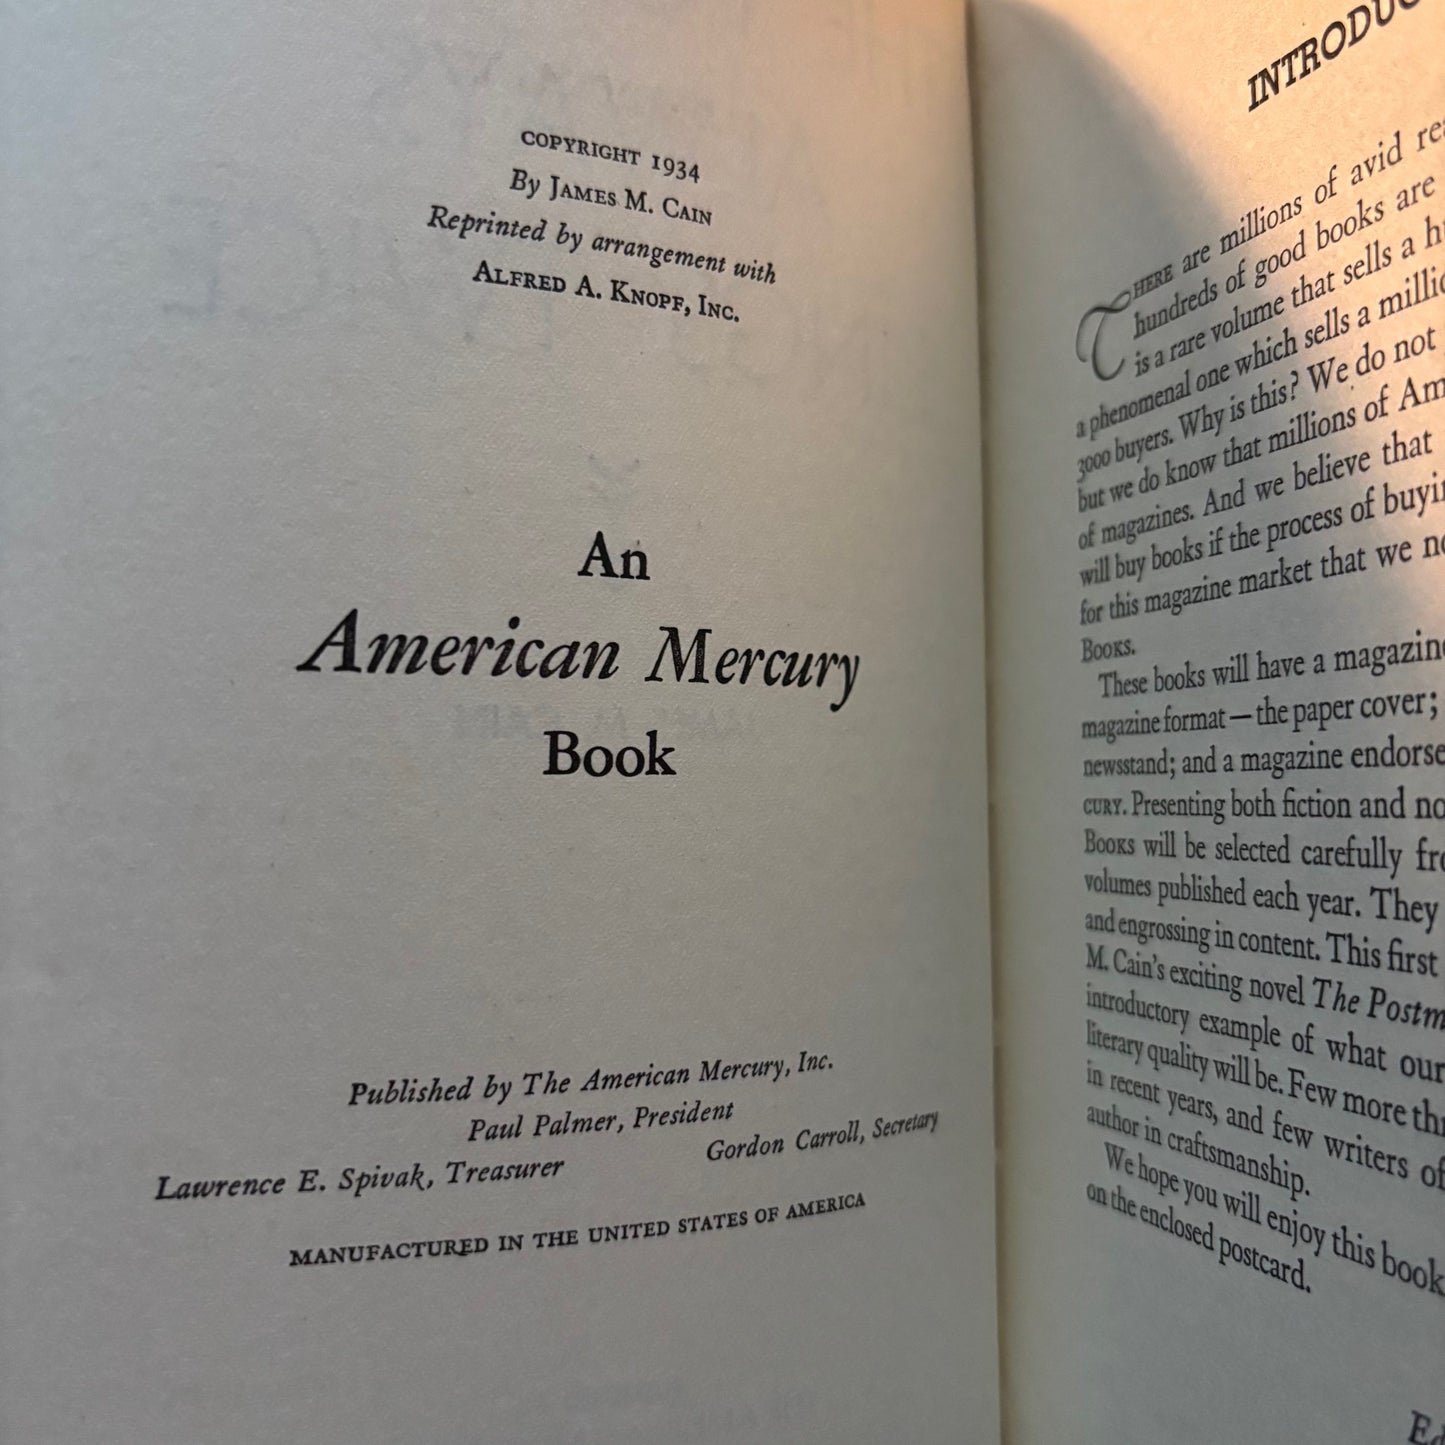 COPYRIGHT 1934
By JAMES M. CAIN
Reprinted by arrangement with
ALFRED A. KNOPF, INC.
An
American Mercury
Book
Published by The American Mercury, Inc.
Paul Palmer, President
Lawrence E. Spivak, Treasurer Gordon Carroll, Secretary
MANUFACTURED IN THE UNITED STATES OF AMERICA
INTRODUC
THERE are millions of avid re
hundreds of good books are
is a rare volume that sells a hu
a phenomenal one which sells a millio
3000 buyers. Why is this? We do not
but we do know that millions of Am
of magazines. And we believe that
will buy books if the process of buyin
for this magazine market that we no
BOOKS.
These books will have a magazin
magazine format—the paper cover;
newsstand; and a magazine endorse
CURY. Presenting both fiction and no
BOOKS will be selected carefully fro
volumes published each year. They
and engrossing in content. This first
M. Cain's exciting novel The Postm
introductory example of what our
literary quality will be. Few more thr
in recent years, and few writers of
author in craftsmanship.
We hope you will enjoy this book
on the enclosed postcard.
Ed